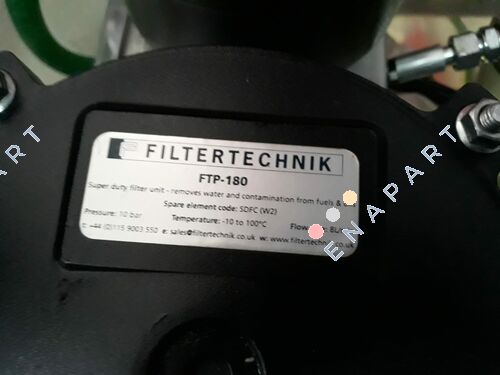 FILTERTECHNIK
FTP-180
Super duty filter unit - removes water and contamination from fuels &
Spare element code: SDFC (W2)
Pressure: 10 bar Temperature: -10 to 100°C
t: +44 (0)115 9003 550 e: sales@filtertechnik.co.uk w: www.filtertechnik.co.uk
ENAPART
ENAPART